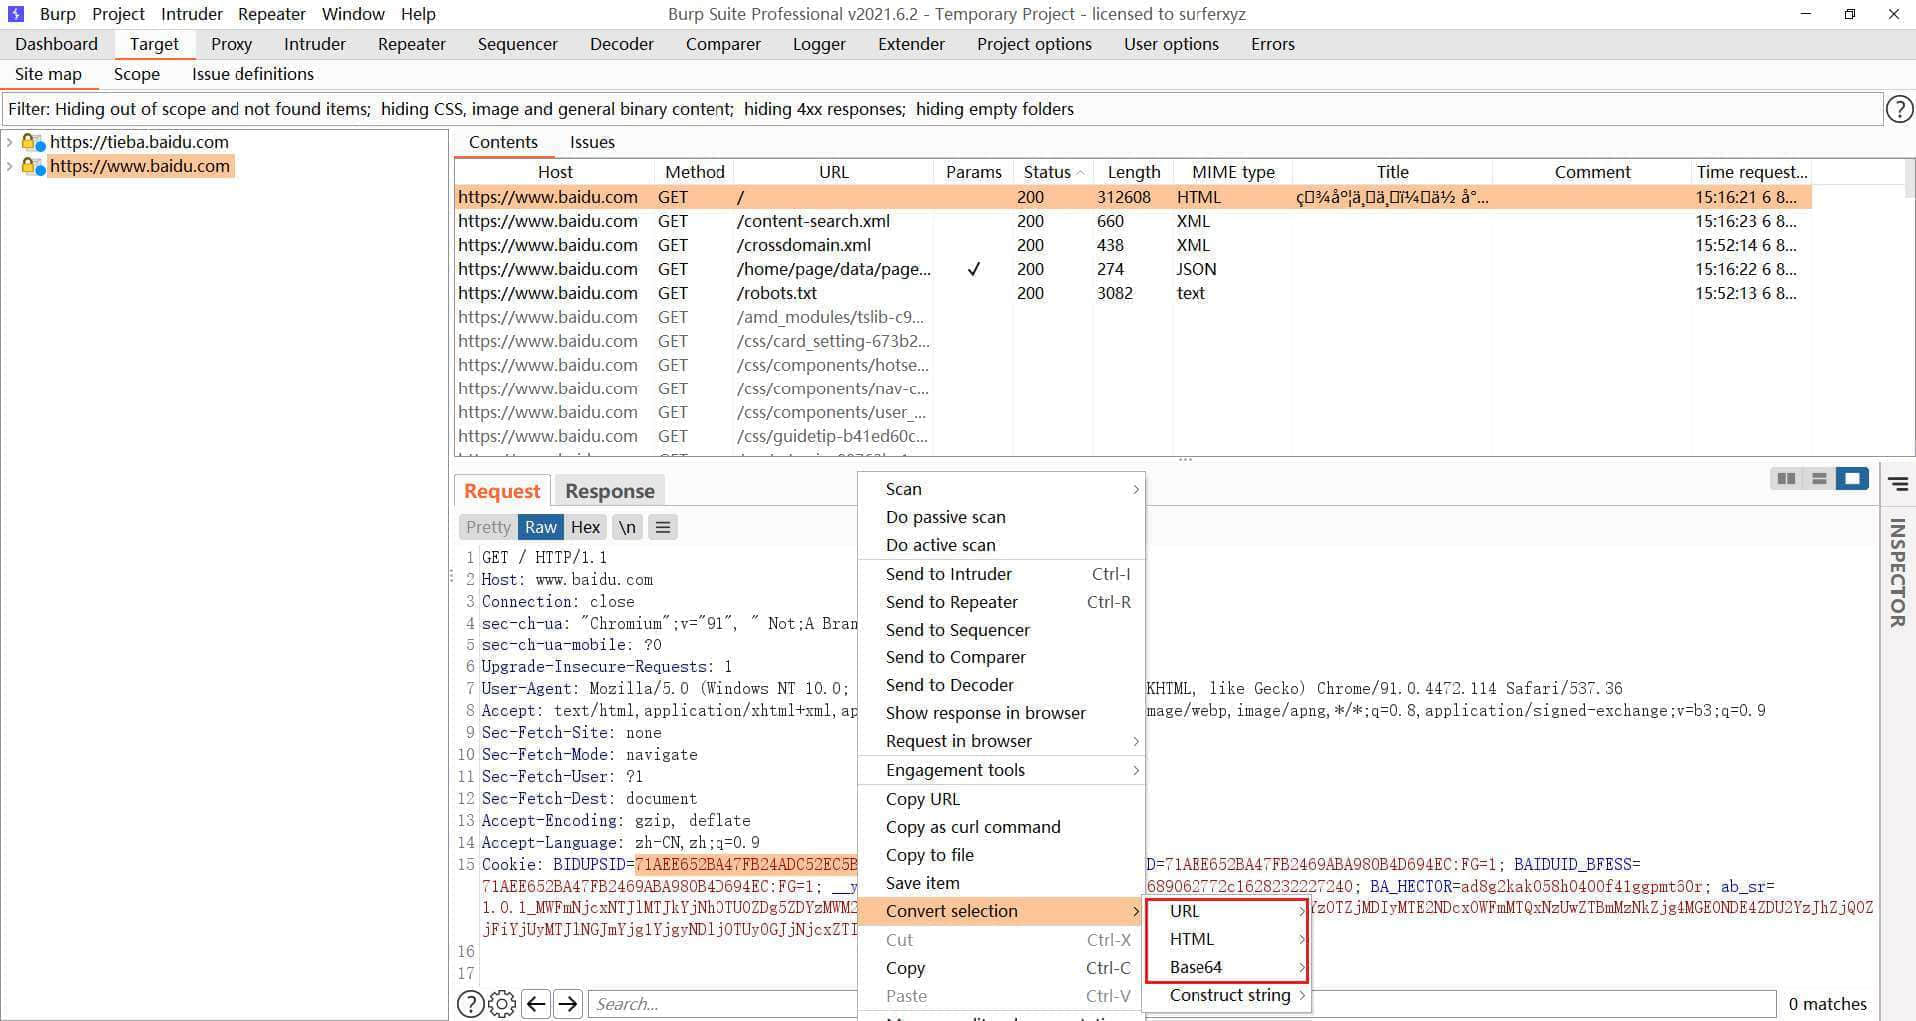 Burp Project Intruder Repeater Window Help Burp Suite Professional v2021.6.2 - Temporary Project - licensed to surferxyz
Dashboard Target Proxy Intruder Repeater Sequencer Decoder Comparer Logger Extender Project options User options Errors
Site map Scope Issue definitions
Filter: Hiding out of scope and not found items; hiding CSS, image and general binary content; hiding 4xx responses; hiding empty folders
https://tieba.baidu.com
https://www.baidu.com
Contents Issues
Host Method URL Params Status Length MIME type Title Comment Time request...
https://www.baidu.com GET / 200 312608 HTML 15:16:21 6 8...
https://www.baidu.com GET /content-search.xml 200 660 XML 15:16:23 6 8...
https://www.baidu.com GET /crossdomain.xml 200 438 XML 15:52:14 6 8...
https://www.baidu.com GET /home/page/data/page... ✓ 200 274 JSON 15:16:22 6 8...
https://www.baidu.com GET /robots.txt 200 3082 text 15:52:13 6 8...
https://www.baidu.com GET /amd_modules/tslib-c9...
https://www.baidu.com GET /css/card_setting-673b2...
https://www.baidu.com GET /css/components/hotse...
https://www.baidu.com GET /css/components/nav-c...
https://www.baidu.com GET /css/components/user_...
https://www.baidu.com GET /css/guidetip-b41ed60c...
Request Response
Pretty Raw Hex \n
1 GET / HTTP/1.1
2 Host: www.baidu.com
3 Connection: close
4 sec-ch-ua: "Chromium";v="91", " Not;A Bran
5 sec-ch-ua-mobile: ?0
6 Upgrade-Insecure-Requests: 1
7 User-Agent: Mozilla/5.0 (Windows NT 10.0; KHTML, like Gecko) Chrome/91.0.4472.114 Safari/537.36
8 Accept: text/html,application/xhtml+xml,ap mage/webp,image/apng,*/*;q=0.8,application/signed-exchange;v=b3;q=0.9
9 Sec-Fetch-Site: none
10 Sec-Fetch-Mode: navigate
11 Sec-Fetch-User: ?1
12 Sec-Fetch-Dest: document
13 Accept-Encoding: gzip, deflate
14 Accept-Language: zh-CN,zh;q=0.9
15 Cookie: BIDUPSID=71AEE652BA47FB24ADC52EC5B D=71AEE652BA47FB2469ABA980B4D694EC:FG=1; BAIDUID_BFESS=
71AEE652BA47FB2469ABA980B4D694EC:FG=1; __y 689062772c1628232227240; BA_HECTOR=ad8g2kak058h0400f41ggpmt60r; ab_sr=
16
17
Scan
Do passive scan
Do active scan
Send to Intruder Ctrl-I
Send to Repeater Ctrl-R
Send to Sequencer
Send to Comparer
Send to Decoder
Show response in browser
Request in browser
Engagement tools
Copy URL
Copy as curl command
Copy to file
Save item
Convert selection
Cut Ctrl-X
Copy Ctrl-C
Paste Ctrl-V
URL
HTML
Base64
Construct string
INSPECTOR
Search... 0 matches